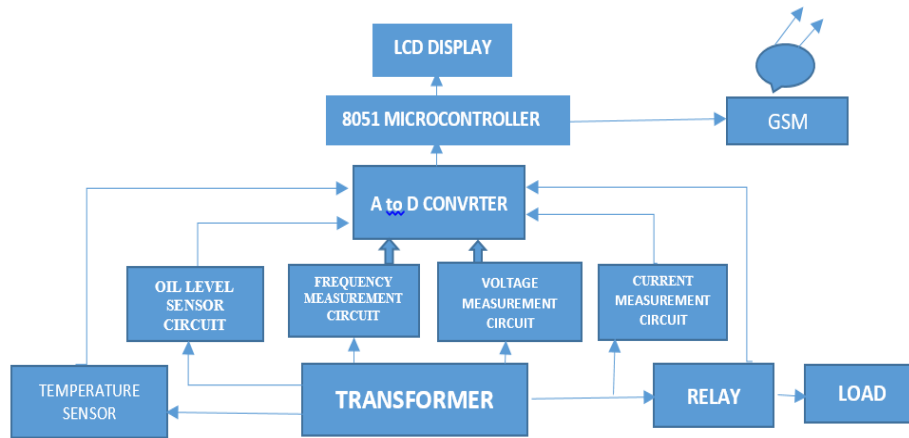 LCD DISPLAY
8051 MICROCONTROLLER
GSM
A to D CONVRTER
OIL LEVEL
SENSOR
CIRCUIT
FREQUENCY
MEASUREMENT
CIRCUIT
VOLTAGE
MEASUREMENT
CIRCUIT
CURRENT
MEASUREMENT
CIRCUIT
TEMPERATURE
SENSOR
TRANSFORMER
RELAY
LOAD